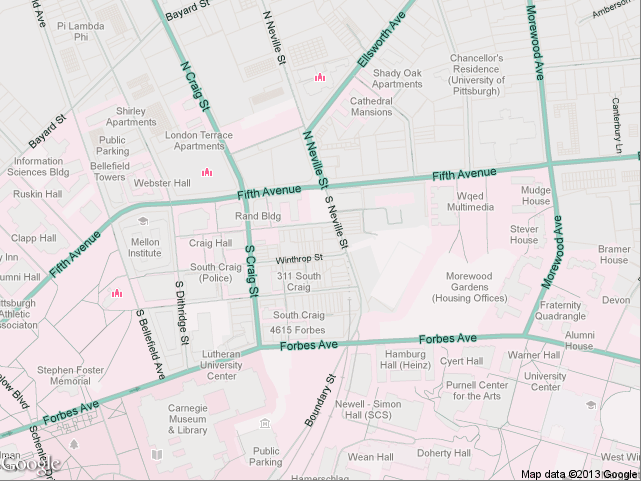 Bayard St
Amberson
Pi Lambda
Phi
N Neville St
Ellsworth Ave
Morewood Ave
N Craig St
Chancellor's
Residence
(University of
Pittsburgh)
Shady Oak
Apartments
Cathedral
Mansions
Canterbury Ln
Bayard St
Shirley
Apartments
Public
Parking
London Terrace
Apartments
N Neville St
Information
Sciences Bldg
Bellefield
Towers
Ruskin Hall
Webster Hall
Fifth Avenue
Fifth Avenue
S Neville St
Rand Bldg
Wqed
Multimedia
Mudge
House
Clapp Hall
Fifth Avenue
Mellon
Institute
Craig Hall
S Craig St
Stever
House
Morewood Ave
Bramer
House
South Craig
(Police)
Winthrop St
311 South
Craig
Morewood
Gardens
(Housing Offices)
Alumni Hall
S Bellefield Ave
S Dithridge St
Devon
Fraternity
Quadrangle
South Craig
4615 Forbes
Forbes Ave
Forbes Ave
Alumni
House
Lutheran
University
Center
Hamburg
Hall (Heinz)
Cyert Hall
Warner Hall
Stephen Foster
Memorial
Boundary St
Purnell Center
for the Arts
University
Center
Forbes Ave
Carnegie
Museum
& Library
Newell - Simon
Hall (SCS)
Public
Parking
Wean Hall
Doherty Hall
West Win
Google
Map data ©2013 Google